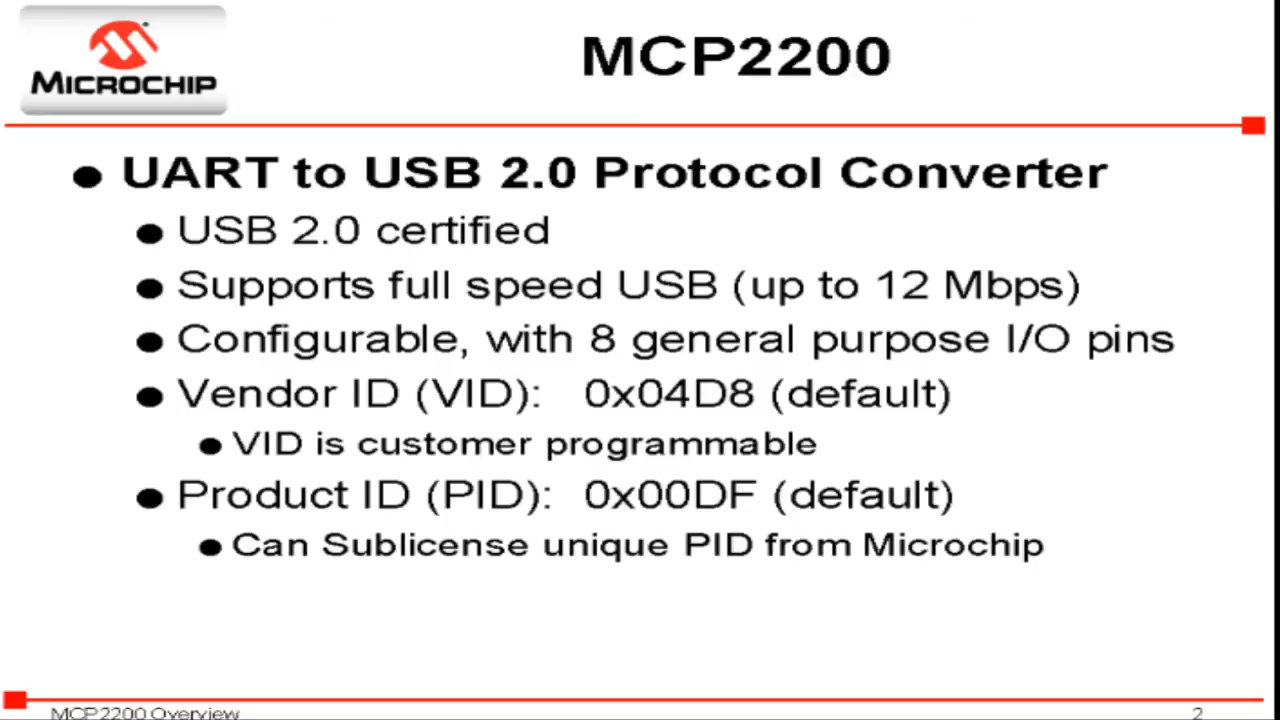 MICROCHIP
MCP2200
● UART to USB 2.0 Protocol Converter
● USB 2.0 certified
● Supports full speed USB (up to 12 Mbps)
● Configurable, with 8 general purpose I/O pins
● Vendor ID (VID): 0x04D8 (default)
● VID is customer programmable
● Product ID (PID): 0x00DF (default)
● Can Sublicense unique PID from Microchip
MCP2200 Overview
2